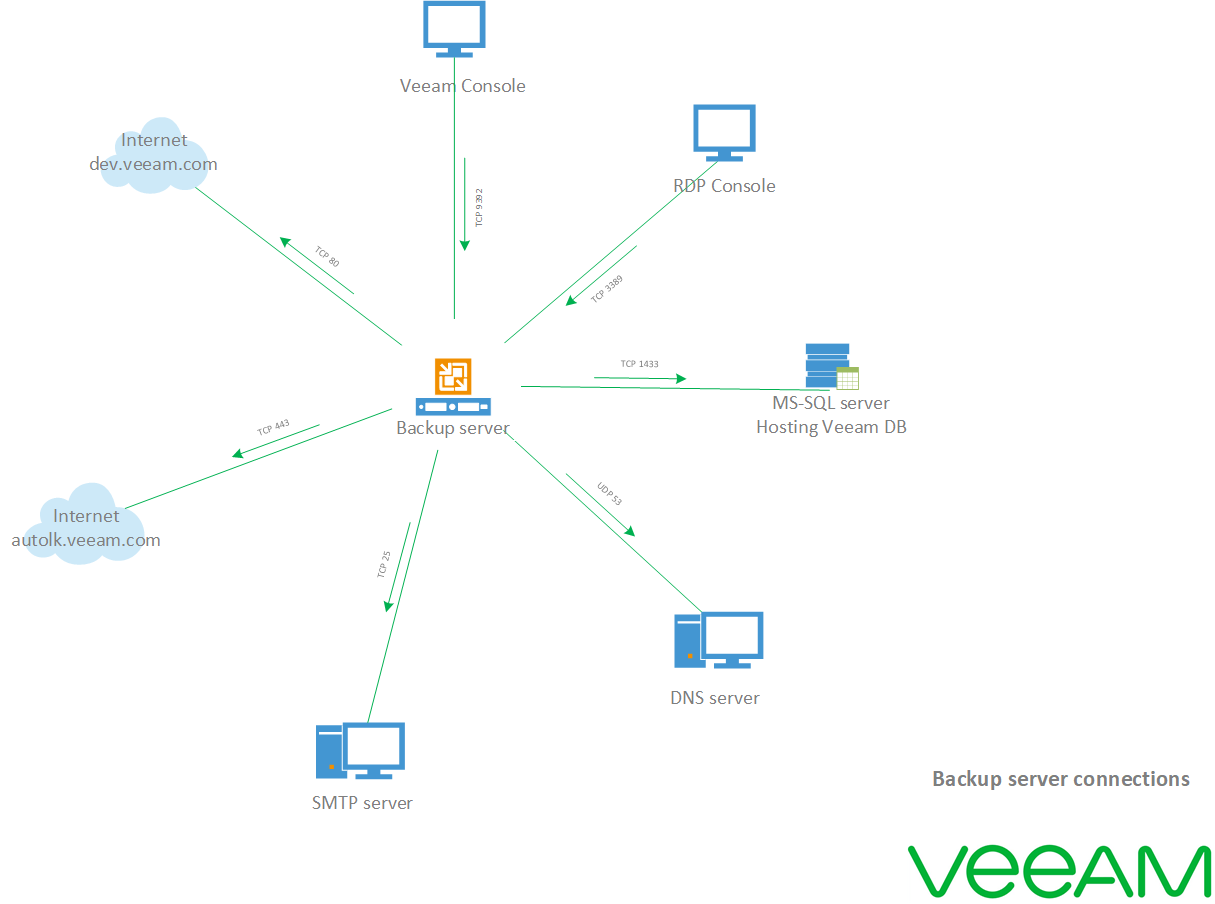 Veeam Console
Internet
dev.veeam.com
RDP Console
TCP 9392
TCP 80
TCP 3389
TCP 1433
MS-SQL server
Hosting Veeam DB
Backup server
TCP 443
UDP 53
Internet
autolk.veeam.com
TCP 25
DNS server
SMTP server
Backup server connections
veeAM